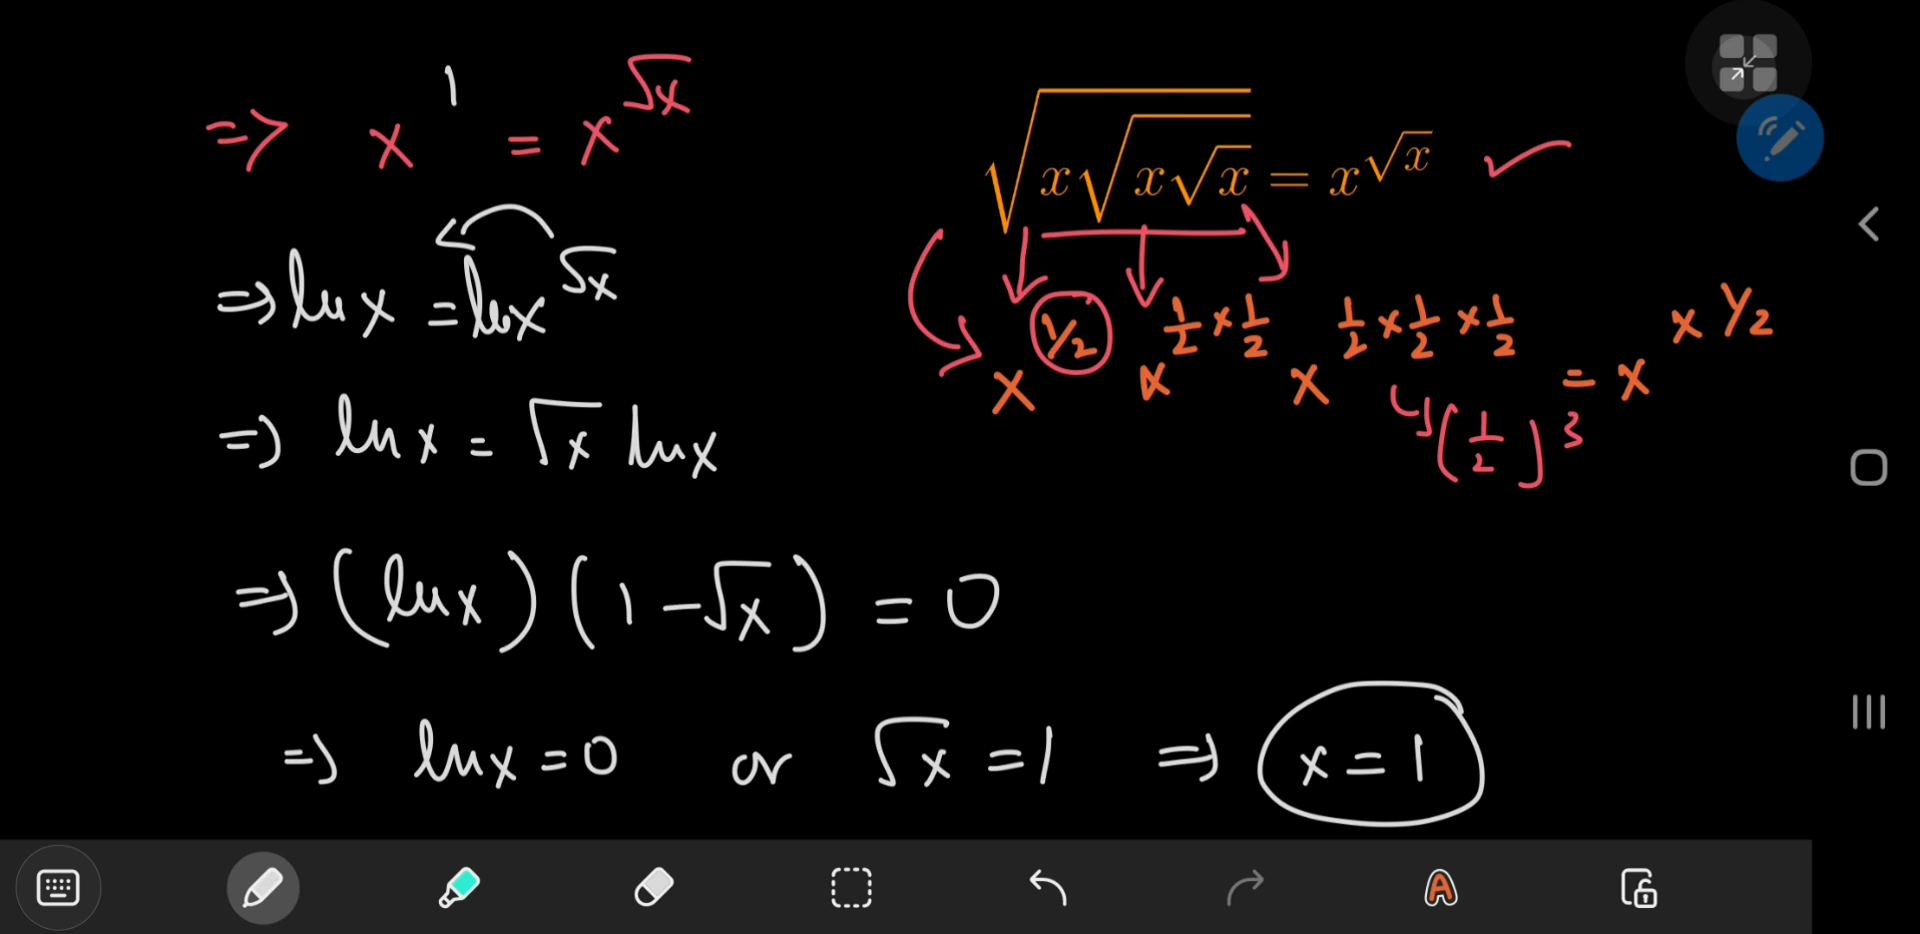 => x^1 = x^√x
√(x√(x√x)) = x^√x ✓
=> ln x = ln x^√x
x^(1/2) x^(1/2 × 1/2) x^(1/2 × 1/2 × 1/2) = x^(x^(1/2))
(1/2)^3
=> ln x = √x ln x
=> (ln x)(1 - √x) = 0
=> ln x = 0 or √x = 1 => x = 1
A